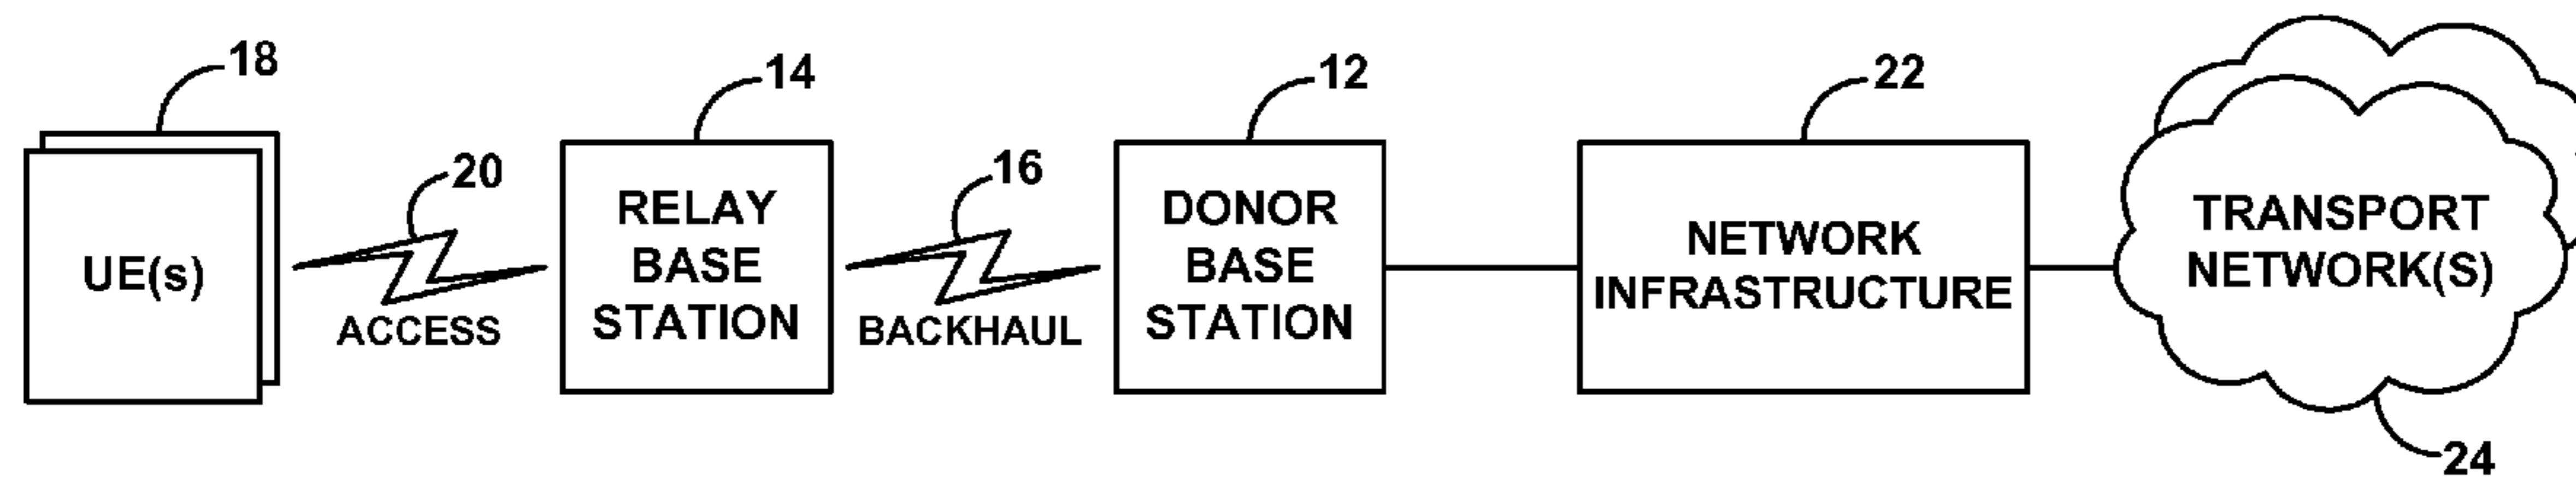 18
14
12
22
20
16
UE(s)
ACCESS
RELAY
BASE
STATION
BACKHAUL
DONOR
BASE
STATION
NETWORK
INFRASTRUCTURE
TRANSPORT
NETWORK(S)
24